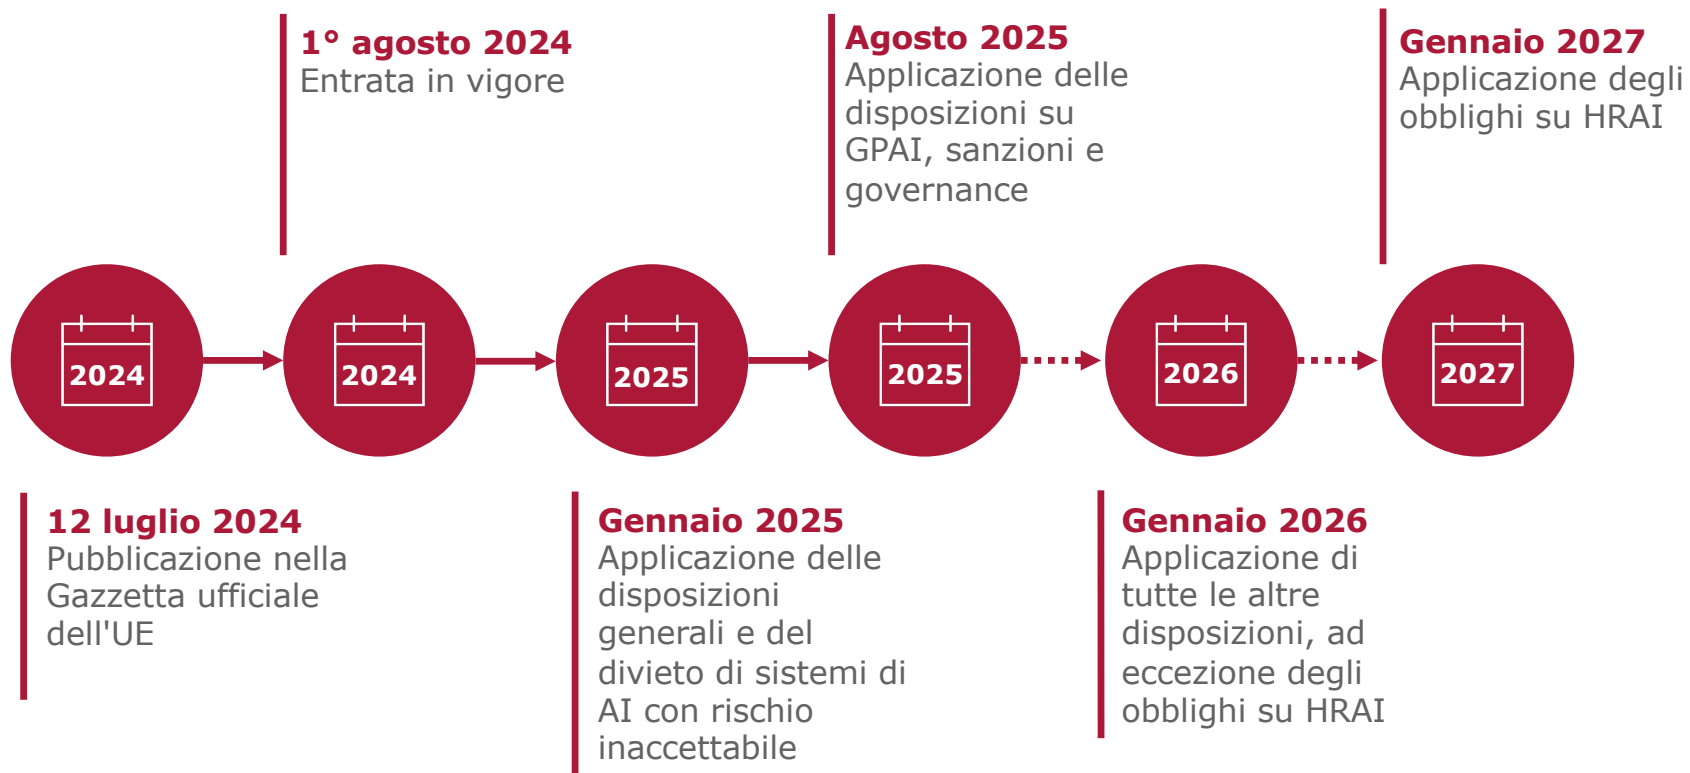 1° agosto 2024
Entrata in vigore
Agosto 2025
Applicazione delle
disposizioni su
GPAI, sanzioni e
governance
Gennaio 2027
Applicazione degli
obblighi su HRAI
2024
2024
2025
2025
2026
2027
12 luglio 2024
Pubblicazione nella
Gazzetta ufficiale
dell'UE
Gennaio 2025
Applicazione delle
disposizioni
generali e del
divieto di sistemi di
AI con rischio
inaccettabile
Gennaio 2026
Applicazione di
tutte le altre
disposizioni, ad
eccezione degli
obblighi su HRAI